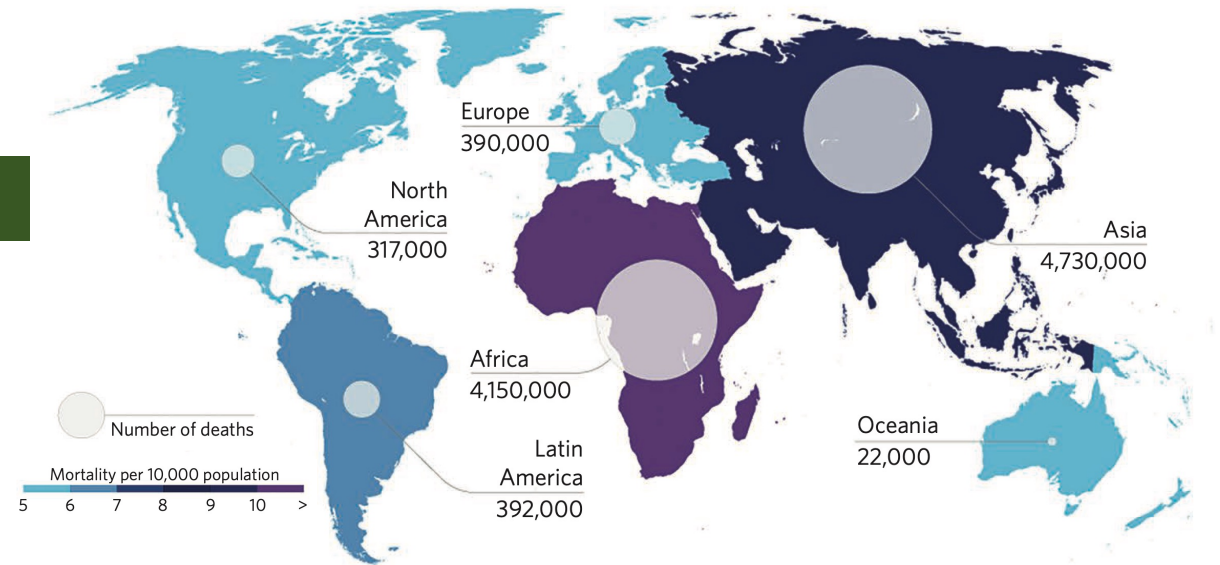 Europe
390,000
North
America
317,000
Asia
4,730,000
Africa
4,150,000
Oceania
22,000
Latin
America
392,000
Number of deaths
Mortality per 10,000 population
5 6 7 8 9 10 >